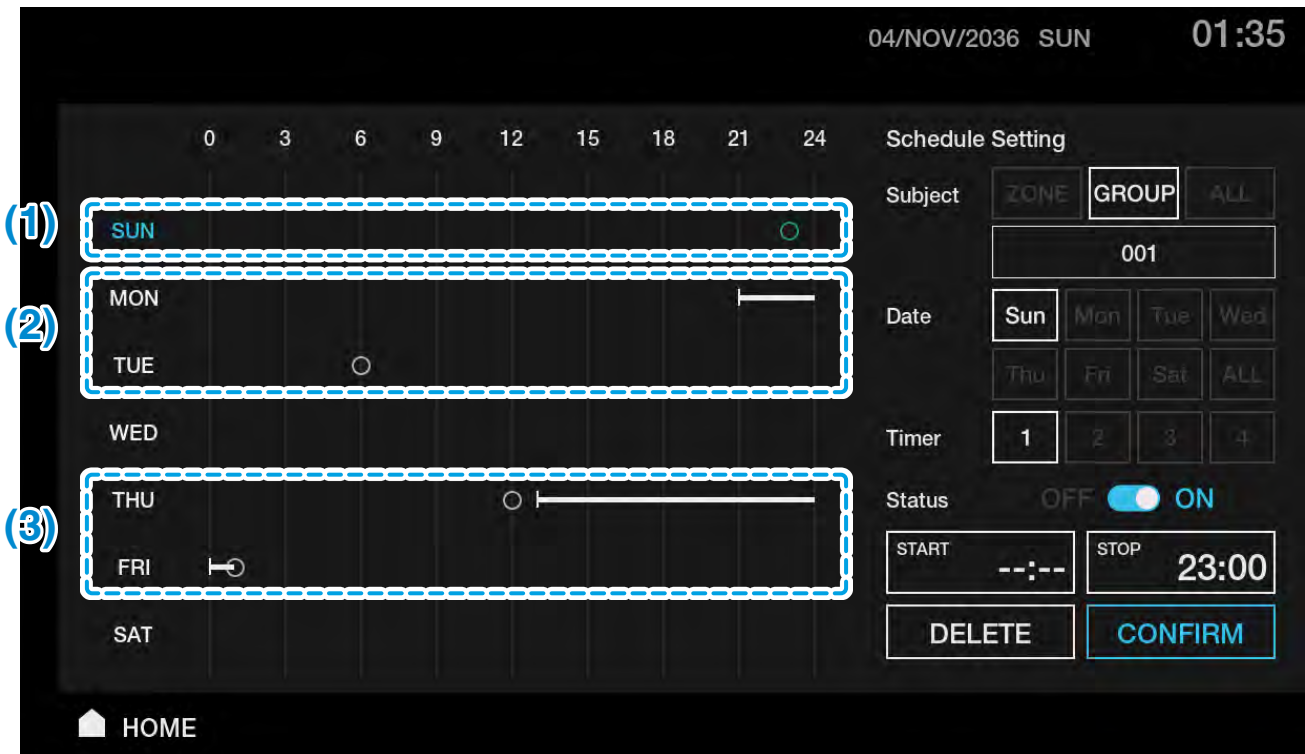 04/NOV/2036 SUN 01:35
0 3 6 9 12 15 18 21 24
Schedule Setting
Subject ZONE GROUP ALL
001
(1) SUN
(2) MON
TUE
WED
(3) THU
FRI
SAT
Date Sun Mon Tue Wed
Thu Fri Sat ALL
Timer 1 2 3 4
Status OFF ON
START --:-- STOP 23:00
DELETE CONFIRM
HOME